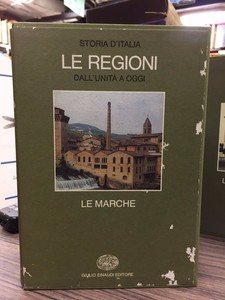 STORIA D'ITALIA
LE REGIONI
DALL'UNITÀ A OGGI
LE MARCHE
GIULIO EINAUDI EDITORE